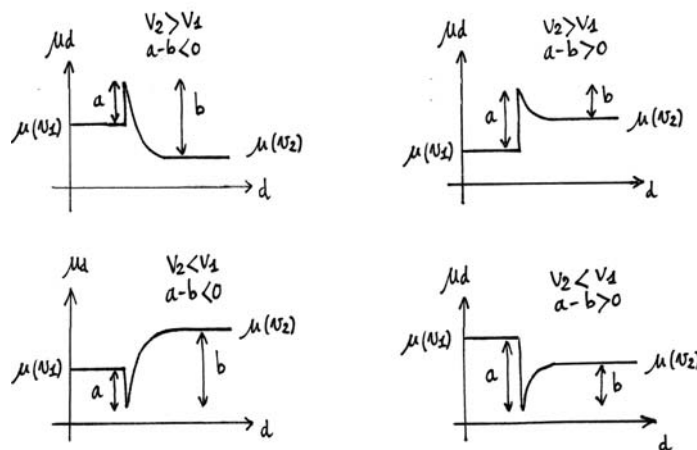 μd
V2>V1
a-b<0
a
b
μ(v1)
μ(v2)
d
μd
V2>V1
a-b>0
a
b
μ(v1)
μ(v2)
d
μd
V2<V1
a-b<0
μ(v1)
a
b
μ(v2)
d
μd
V2<V1
a-b>0
μ(v1)
a
b
μ(v2)
d